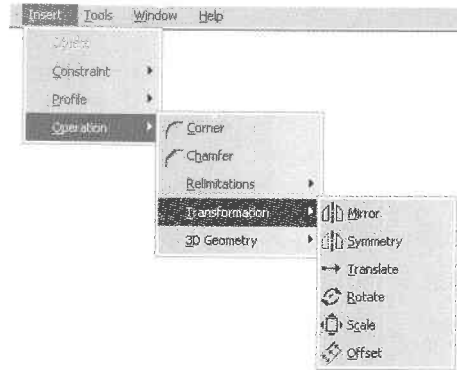 Insert Tools Window Help
Object
Constraint
Profile
Operation
Corner
Chamfer
Relimitations
Transformation
3D Geometry
Mirror
Symmetry
Translate
Rotate
Scale
Offset